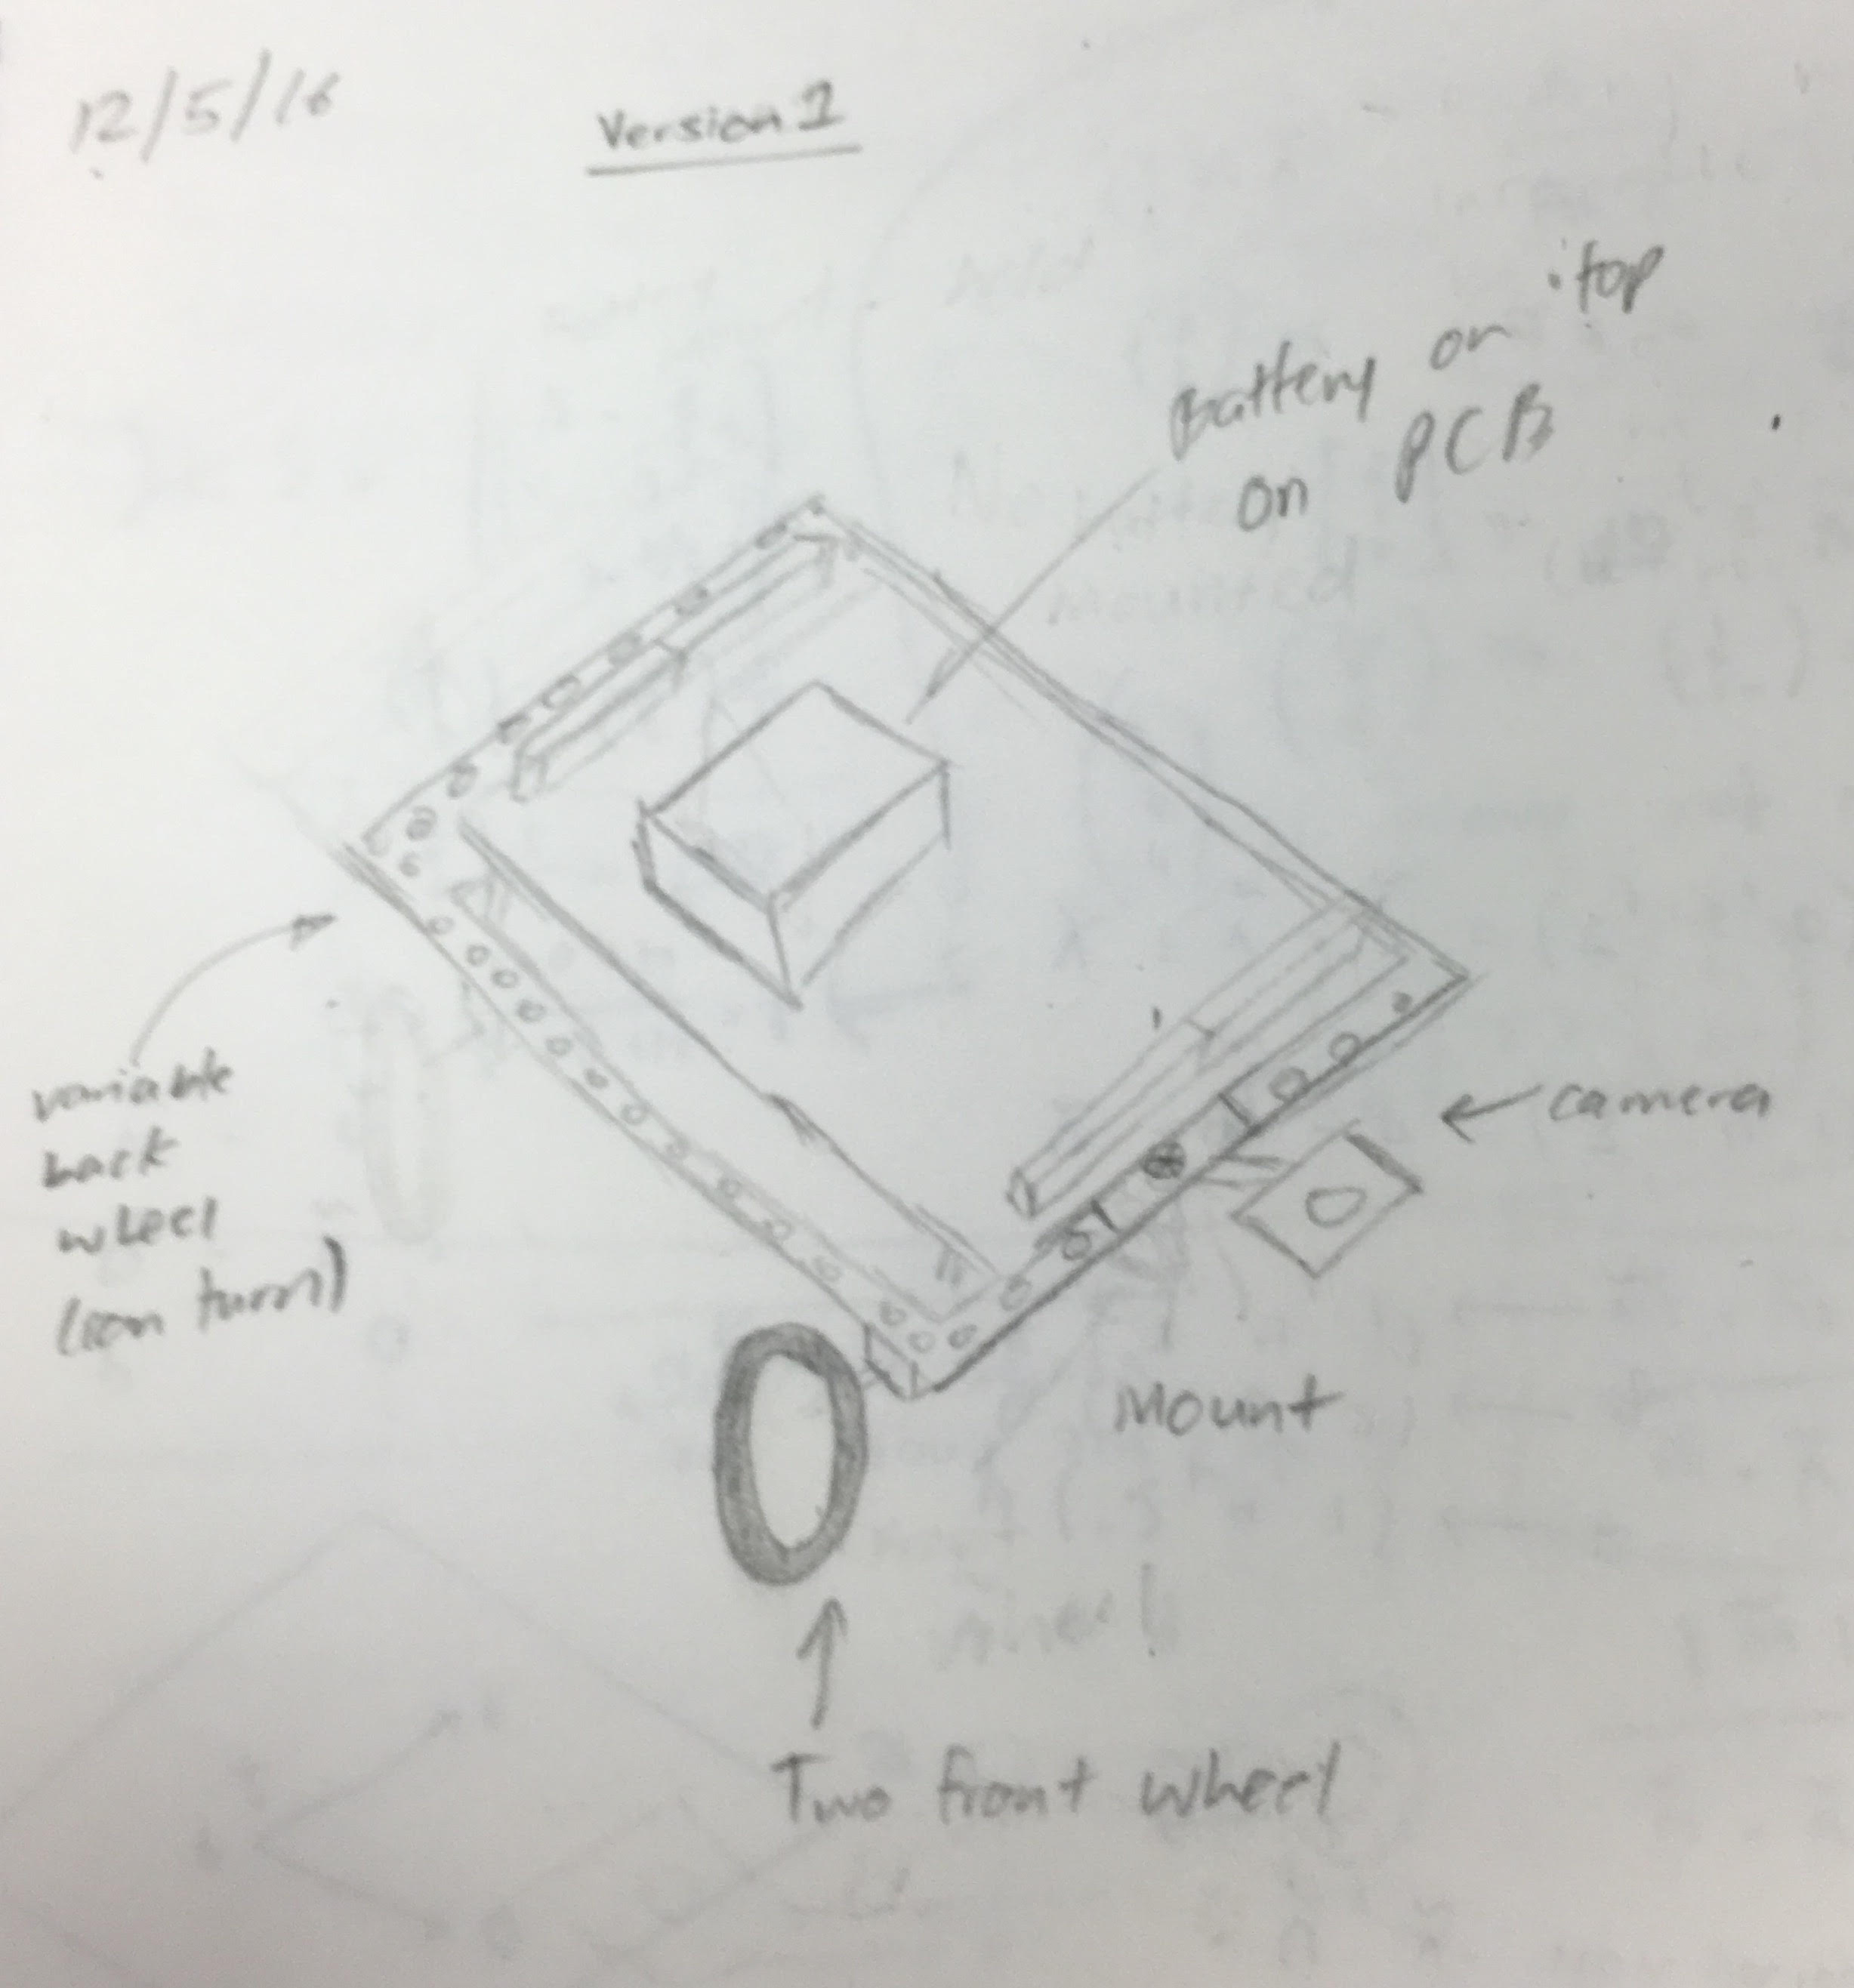 12/5/16
Version 1
Battery on top
on PCB
camera
variable
back
wheel
(can turn)
Mount
Two front wheel